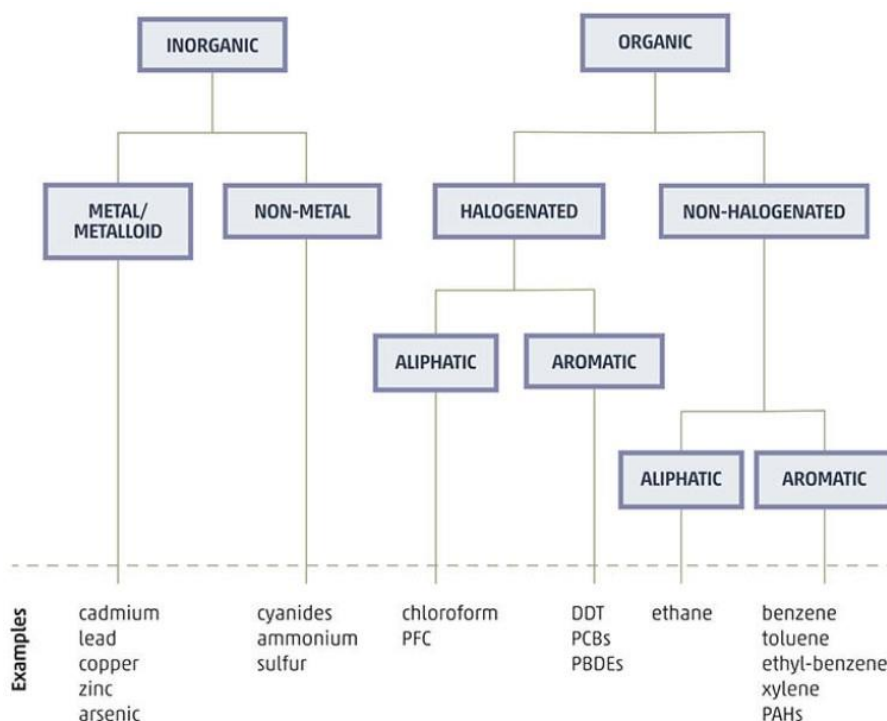 INORGANIC
ORGANIC
METAL/
METALLOID
NON-METAL
HALOGENATED
NON-HALOGENATED
ALIPHATIC
AROMATIC
ALIPHATIC
AROMATIC
Examples
cadmium
lead
copper
zinc
arsenic
cyanides
ammonium
sulfur
chloroform
PFC
DDT
PCBs
PBDEs
ethane
benzene
toluene
ethyl-benzene
xylene
PAHs